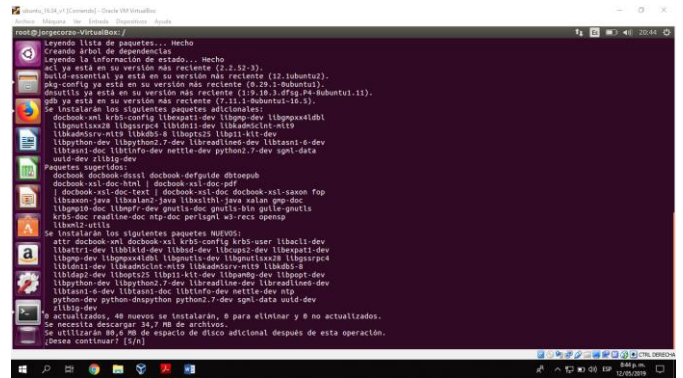 ubuntu_16.04_v1 [Corriendo] - Oracle VM VirtualBox
Archivo Máquina Ver Entrada Dispositivos Ayuda
root@jorgecorzo-VirtualBox: /
Es 20:44
Leyendo lista de paquetes... Hecho
Creando árbol de dependencias
Leyendo la información de estado... Hecho
acl ya está en su versión más reciente (2.2.52-3).
build-essential ya está en su versión más reciente (12.1ubuntu2).
pkg-config ya está en su versión más reciente (0.29.1-0ubuntu1).
dnsutils ya está en su versión más reciente (1:9.10.3.dfsg.P4-8ubuntu1.11).
gdb ya está en su versión más reciente (7.11.1-0ubuntu1~16.5).
Se instalarán los siguientes paquetes adicionales:
docbook-xml krb5-config libexpat1-dev libgmp-dev libgmpxx4ldbl
libgnutlsxx28 libgssrpc4 libidn11-dev libkadm5clnt-mit9
libkadm5srv-mit9 libkdb5-8 libopts25 libp11-kit-dev
libpython-dev libpython2.7-dev libreadline6-dev libtasn1-6-dev
libtasn1-doc libtinfo-dev nettle-dev python2.7-dev sgml-data
uuid-dev zlib1g-dev
Paquetes sugeridos:
docbook docbook-dsssl docbook-defguide dbtoepub
docbook-xsl-doc-html | docbook-xsl-doc-pdf
| docbook-xsl-doc-text | docbook-xsl-doc docbook-xsl-saxon fop
libsaxon-java libxalan2-java libxslthl-java xalan gmp-doc
libgmp10-doc libmpfr-dev gnutls-doc gnutls-bin guile-gnutls
krb5-doc readline-doc ntp-doc perlsgml w3-recs opensp
libxml2-utils
Se instalarán los siguientes paquetes NUEVOS:
attr docbook-xml docbook-xsl krb5-config krb5-user libacl1-dev
libattr1-dev libblkid-dev libbsd-dev libcups2-dev libexpat1-dev
libgmp-dev libgmpxx4ldbl libgnutls-dev libgnutlsxx28 libgssrpc4
libidn11-dev libkadm5clnt-mit9 libkadm5srv-mit9 libkdb5-8
libldap2-dev libopts25 libp11-kit-dev libpam0g-dev libpopt-dev
libpython-dev libpython2.7-dev libreadline-dev libreadline6-dev
libtasn1-6-dev libtasn1-doc libtinfo-dev nettle-dev ntp
python-dev python-dnspython python2.7-dev sgml-data uuid-dev
zlib1g-dev
0 actualizados, 40 nuevos se instalarán, 0 para eliminar y 0 no actualizados.
Se necesita descargar 34,7 MB de archivos.
Se utilizarán 80,6 MB de espacio de disco adicional después de esta operación.
¿Desea continuar? [S/n]
CTRL DERECHA
ESP
8:44 p. m.
12/05/2019